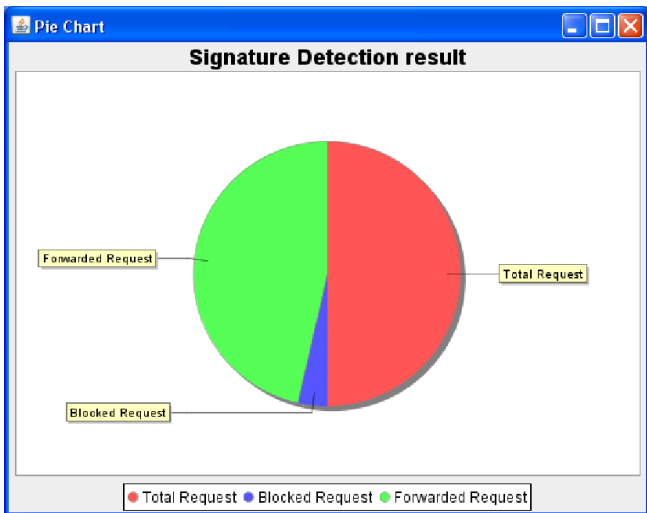 Pie Chart
Signature Detection result
Forwarded Request
Total Request
Blocked Request
Total Request Blocked Request Forwarded Request